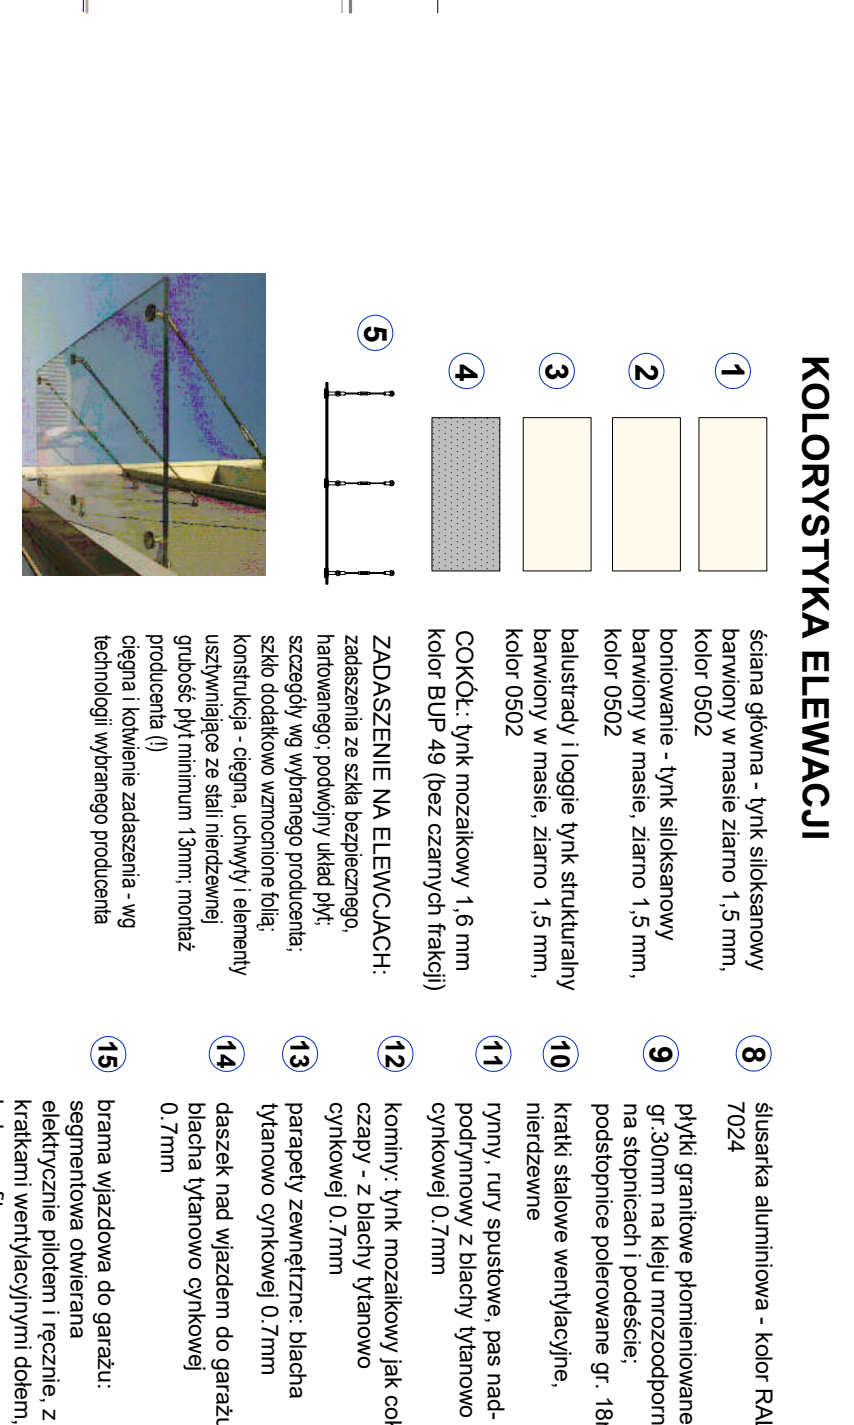 KOLORYSTYKA ELEWACJI
1
ściana główna - tynk siloksanowy
barwiony w masie ziarno 1,5 mm,
kolor 0502
2
boniowanie - tynk siloksanowy
barwiony w masie, ziarno 1,5 mm,
kolor 0502
3
balustrady i loggie tynk strukturalny
barwiony w masie, ziarno 1,5 mm,
kolor 0502
4
COKÓŁ: tynk mozaikowy 1,6 mm
kolor BUP 49 (bez czarnych frakcji)
5
ZADASZENIE NA ELEWCJACH:
zadaszenia ze szkła bezpiecznego,
hartowanego; podwójny układ płyt;
szczegóły wg wybranego producenta;
szkło dodatkowo wzmocnione folią;
konstrukcja - cięgna, uchwyty i elementy
usztywniające ze stali nierdzewnej
grubość płyt minimum 13mm; montaż
producenta (!)
cięgna i kotwienie zadaszenia - wg
technologii wybranego producenta
8
ślusarka aluminiowa - kolor RAL
7024
9
płytki granitowe płomieniowane
gr.30mm na kleju mrozoodporn
na stopnicach i podeście;
podstopnice polerowane gr. 18
10
kratki stalowe wentylacyjne,
nierdzewne
11
rynny, rury spustowe, pas nad-
podrynnowy z blachy tytanowo
cynkowej 0.7mm
12
kominy: tynk mozaikowy jak
czapy - z blachy tytanowo
cynkowej 0.7mm
13
parapety zewnętrzne: blacha
tytanowo cynkowej 0.7mm
14
daszek nad wjazdem do garażu
blacha tytanowo cynkowej
0.7mm
15
brama wjazdowa do garażu:
segmentowa otwierana
elektrycznie pilotem i ręcznie, z
kratkami wentylacyjnymi dołem,